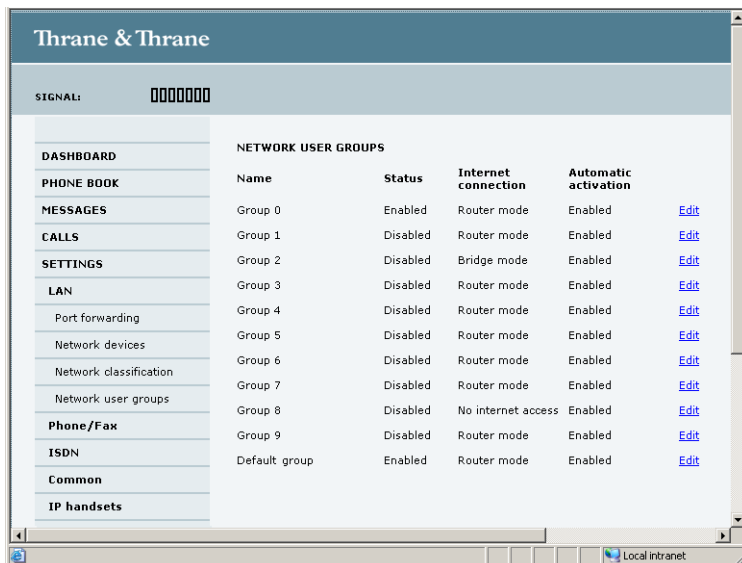 Thrane & Thrane
SIGNAL:
DASHBOARD
PHONE BOOK
MESSAGES
CALLS
SETTINGS
LAN
Port forwarding
Network devices
Network classification
Network user groups
Phone/Fax
ISDN
Common
IP handsets
NETWORK USER GROUPS
Name Status Internet connection Automatic activation
Group 0 Enabled Router mode Enabled Edit
Group 1 Disabled Router mode Enabled Edit
Group 2 Disabled Bridge mode Enabled Edit
Group 3 Disabled Router mode Enabled Edit
Group 4 Disabled Router mode Enabled Edit
Group 5 Disabled Router mode Enabled Edit
Group 6 Disabled Router mode Enabled Edit
Group 7 Disabled Router mode Enabled Edit
Group 8 Disabled No internet access Enabled Edit
Group 9 Disabled Router mode Enabled Edit
Default group Enabled Router mode Enabled Edit
Local intranet